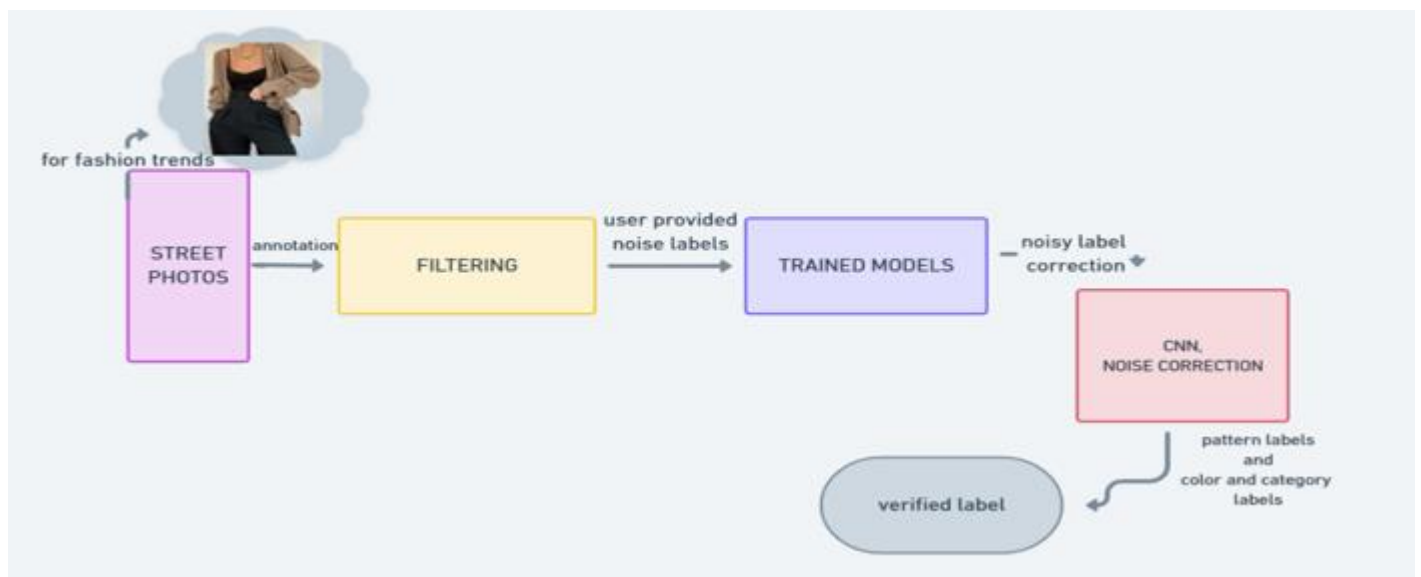 for fashion trends
STREET
PHOTOS
annotation
FILTERING
user provided
noise labels
TRAINED MODELS
noisy label
correction
CNN,
NOISE CORRECTION
pattern labels
and
color and category
labels
verified label